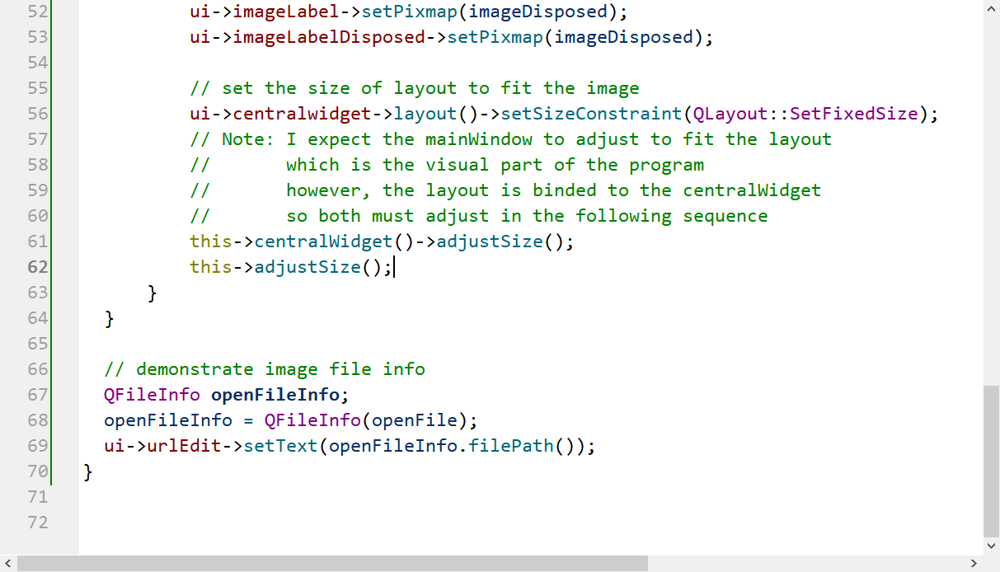 52 ui->imageLabel->setPixmap(imageDisposed);
53 ui->imageLabelDisposed->setPixmap(imageDisposed);
54
55 // set the size of layout to fit the image
56 ui->centralwidget->layout()->setSizeConstraint(QLayout::SetFixedSize);
57 // Note: I expect the mainWindow to adjust to fit the layout
58 //       which is the visual part of the program
59 //       however, the layout is binded to the centralWidget
60 //       so both must adjust in the following sequence
61 this->centralWidget()->adjustSize();
62 this->adjustSize();
63 }
64 }
65
66 // demonstrate image file info
67 QFileInfo openFileInfo;
68 openFileInfo = QFileInfo(openFile);
69 ui->urlEdit->setText(openFileInfo.filePath());
70 }
71
72